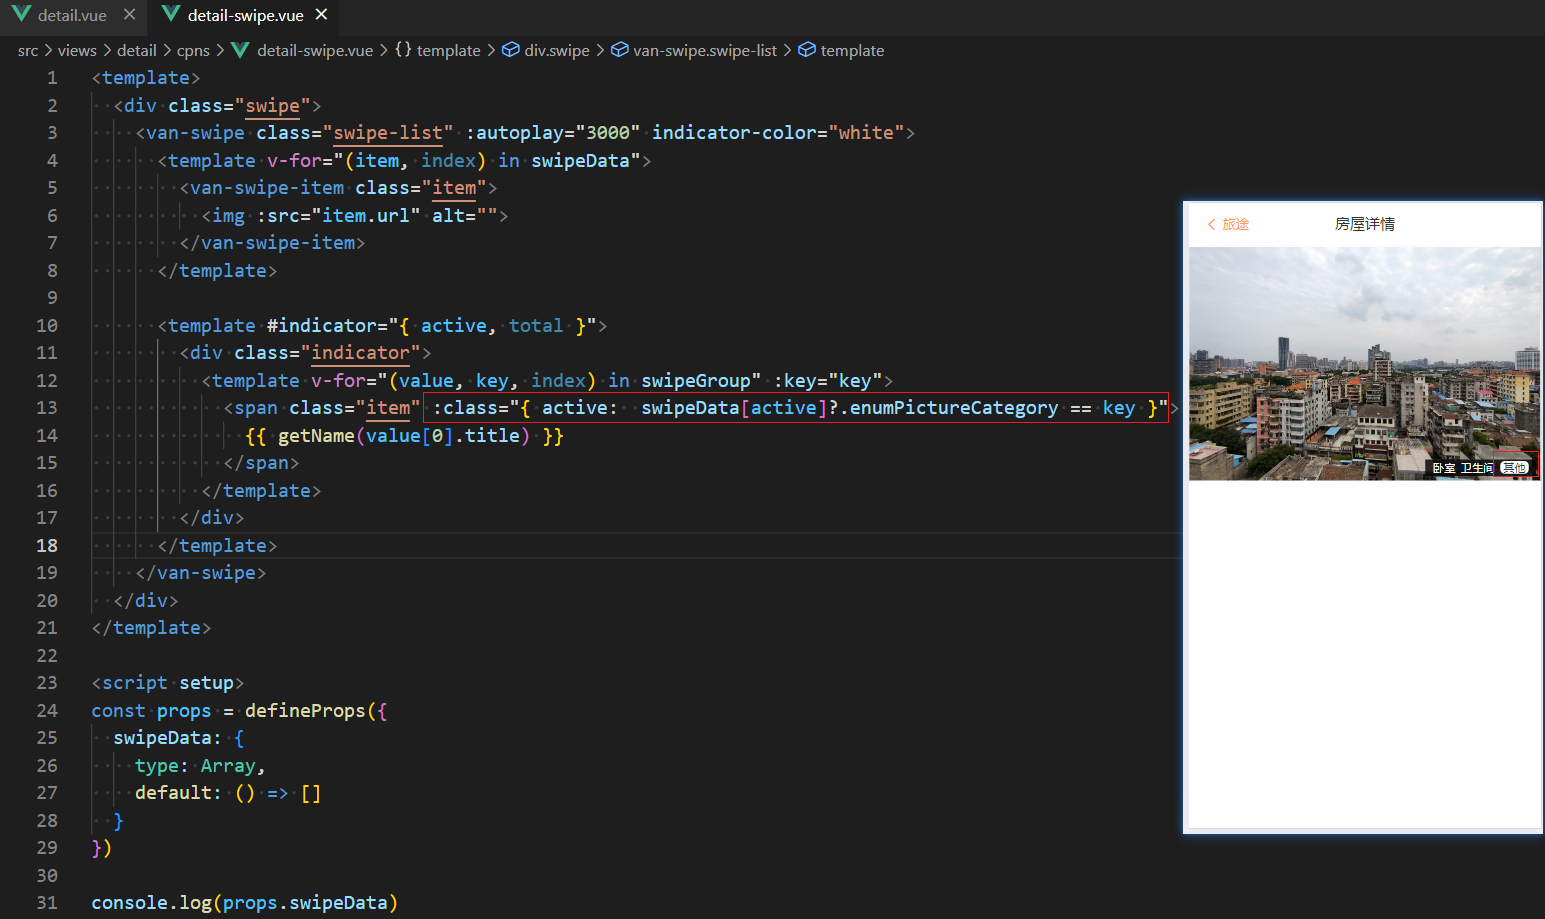 detail.vue × detail-swipe.vue ×
src > views > detail > cpns > detail-swipe.vue > {} template > div.swipe > van-swipe.swipe-list > template
1 <template>
2 <div class="swipe">
3 <van-swipe class="swipe-list" :autoplay="3000" indicator-color="white">
4 <template v-for="(item, index) in swipeData">
5 <van-swipe-item class="item">
6 <img :src="item.url" alt="">
7 </van-swipe-item>
8 </template>
9
10 <template #indicator="{ active, total }">
11 <div class="indicator">
12 <template v-for="(value, key, index) in swipeGroup" :key="key">
13 <span class="item" :class="{ active:  swipeData[active]?.enumPictureCategory == key }">
14 {{ getName(value[0].title) }}
15 </span>
16 </template>
17 </div>
18 </template>
19 </van-swipe>
20 </div>
21 </template>
22
23 <script setup>
24 const props = defineProps({
25 swipeData: {
26 type: Array,
27 default: () => []
28 }
29 })
30
31 console.log(props.swipeData)
旅途 房屋详情
卧室 卫生间 其他